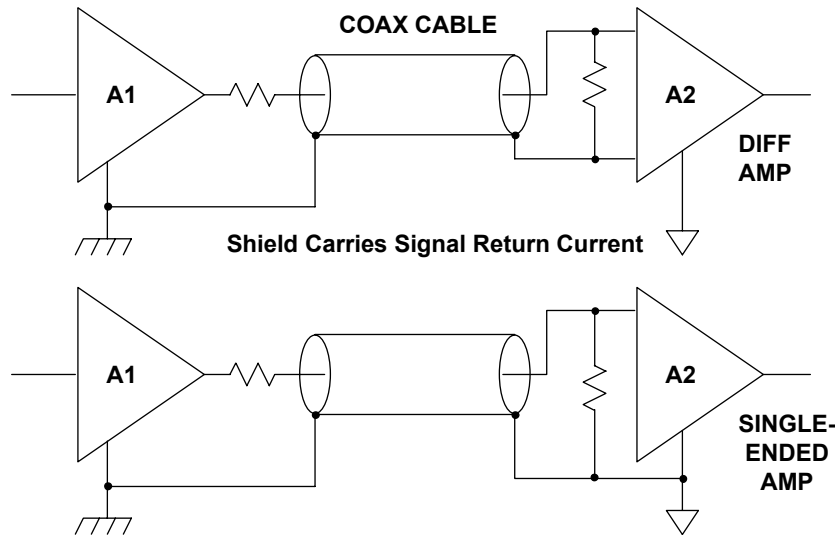 COAX CABLE
A1
A2
DIFF
AMP
Shield Carries Signal Return Current
A1
A2
SINGLE-
ENDED
AMP